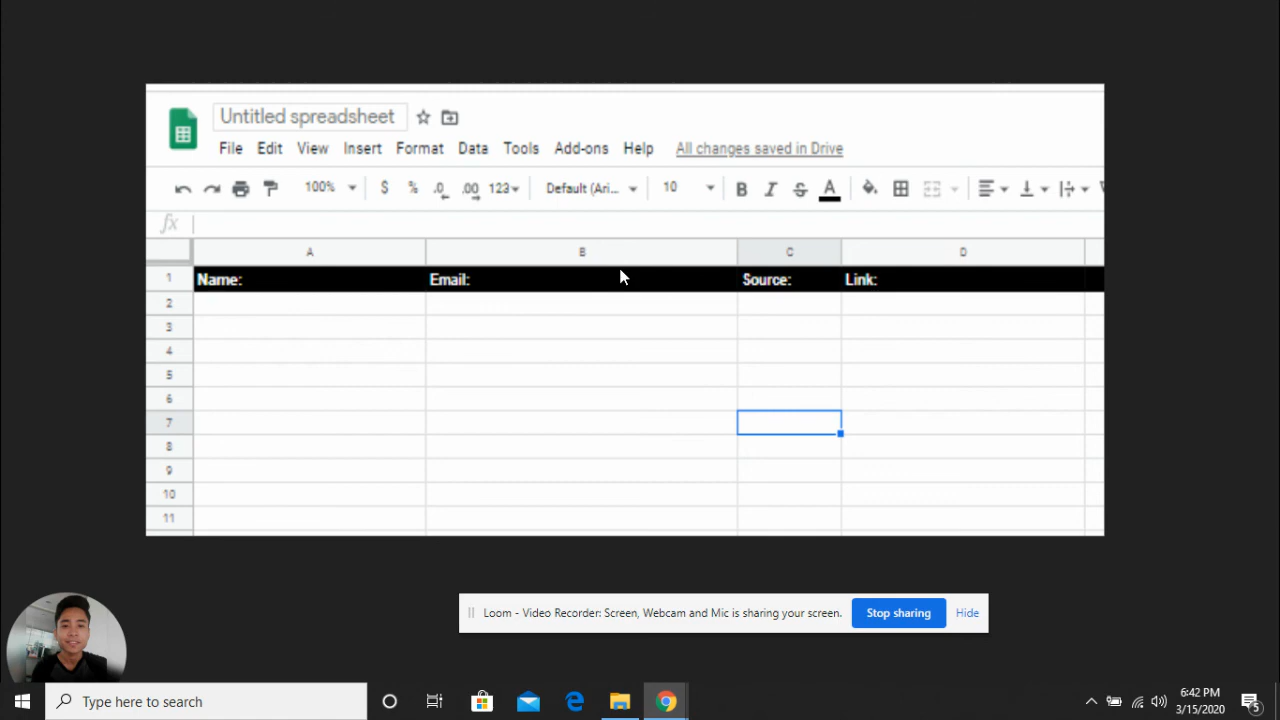 Untitled spreadsheet
File Edit View Insert Format Data Tools Add-ons Help All changes saved in Drive
100% $ % .0 .00 123 Default (Ari... 10 B I S A
fx
A B C D
1 Name: Email: Source: Link:
2
3
4
5
6
7
8
9
10
11
Loom - Video Recorder: Screen, Webcam and Mic is sharing your screen. Stop sharing Hide
Type here to search
6:42 PM
3/15/2020
5